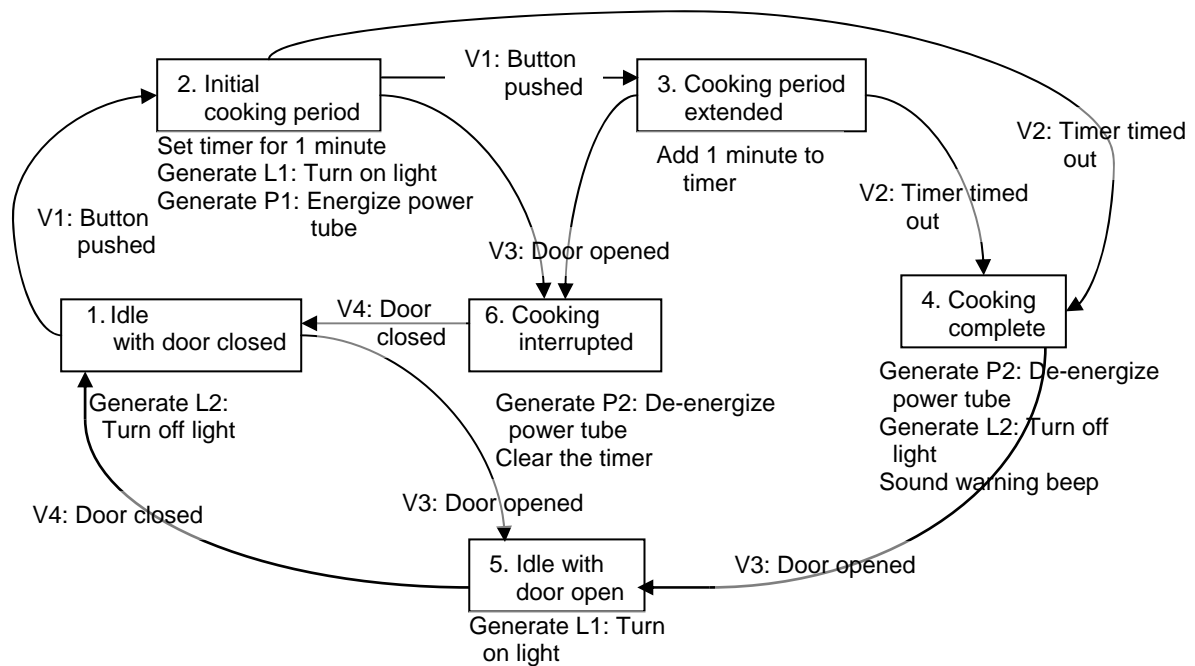 V1: Button
pushed
2. Initial
cooking period
3. Cooking period
extended
V2: Timer timed
out
Set timer for 1 minute
Generate L1: Turn on light
Generate P1: Energize power
tube
Add 1 minute to
timer
V2: Timer timed
out
V1: Button
pushed
V3: Door opened
1. Idle
with door closed
V4: Door
closed
6. Cooking
interrupted
4. Cooking
complete
Generate L2:
Turn off light
Generate P2: De-energize
power tube
Clear the timer
Generate P2: De-energize
power tube
Generate L2: Turn off
light
Sound warning beep
V4: Door closed
V3: Door opened
V3: Door opened
5. Idle with
door open
Generate L1: Turn
on light